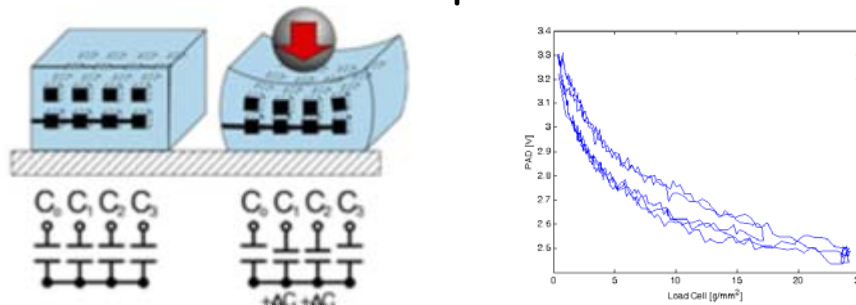 C₀ C₁ C₂ C₃
C₀ C₁ C₂ C₃
+ΔC +ΔC
3.4
3.3
3.2
3.1
3
2.9
2.8
2.7
2.6
2.5
PAD [V]
0 5 10 15 20
Load Cell [g/mm²]